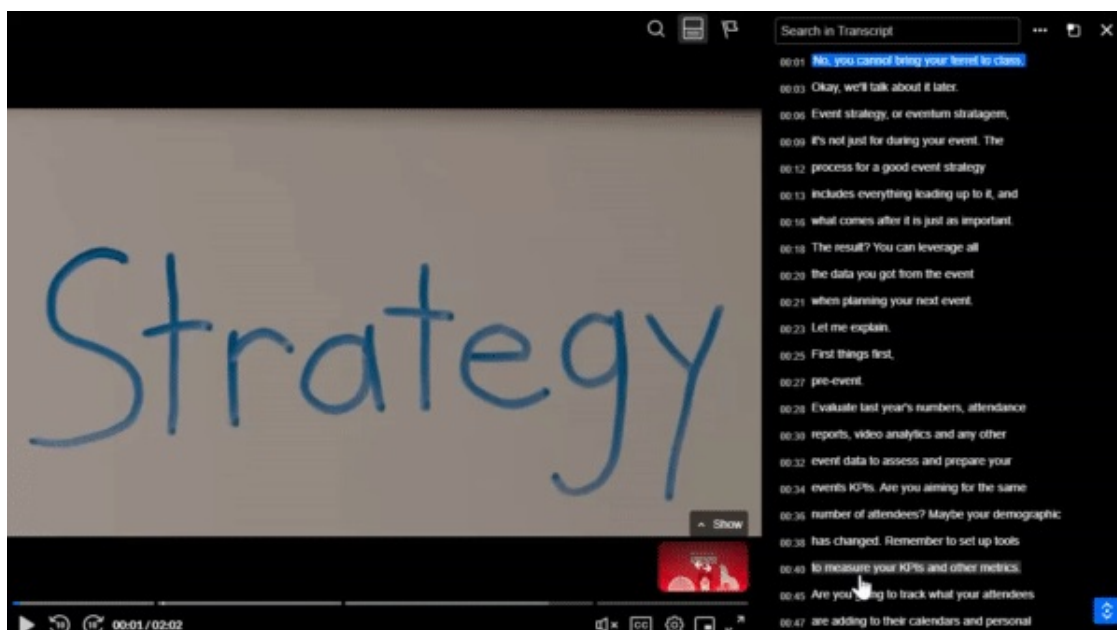 Search in Transcript
Strategy
00:01 No, you cannot bring your ferret to class.
00:03 Okay, we'll talk about it later.
00:06 Event strategy, or eventum stratagem,
00:09 it's not just for during your event. The
00:12 process for a good event strategy
00:13 includes everything leading up to it, and
00:16 what comes after it is just as important.
00:18 The result? You can leverage all
00:20 the data you got from the event
00:21 when planning your next event.
00:23 Let me explain.
00:25 First things first,
00:27 pre-event.
00:28 Evaluate last year's numbers, attendance
00:30 reports, video analytics and any other
00:32 event data to assess and prepare your
00:34 events KPIs. Are you aiming for the same
00:36 number of attendees? Maybe your demographic
00:38 has changed. Remember to set up tools
00:40 to measure your KPIs and other metrics.
00:45 Are you to track what your attendees
00:47 are adding to their calendars and personal
Show
10 10 00:01 / 02:02
CC